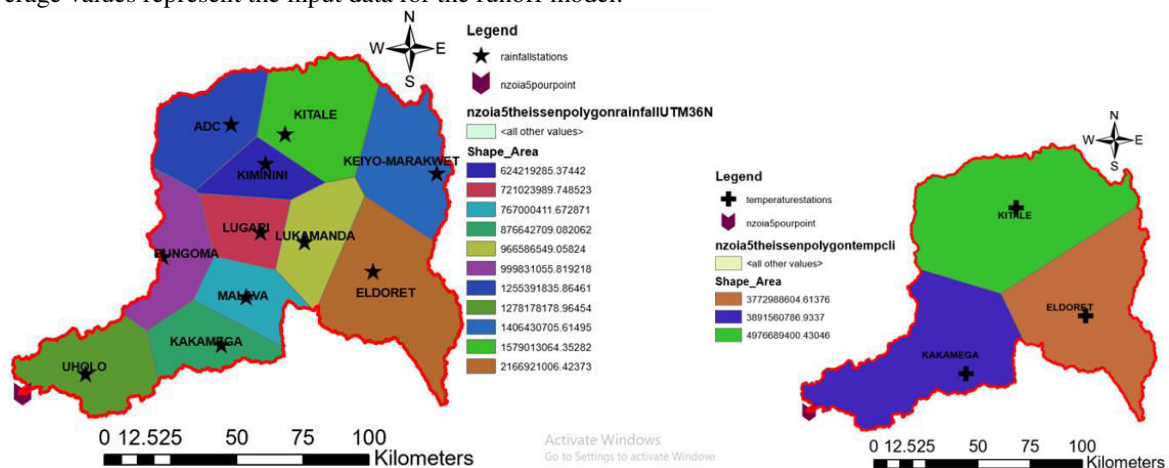 erage values represent the input data for the runoff model.
N
W E
S
Legend
rainfallstations
nzoia5pourpoint
nzoia5theissenpolygonrainfallUTM36N
<all other values>
Shape_Area
624219285.37442
721023989.748523
767000411.672871
876642709.082062
966586549.05824
999831055.819218
1255391835.86461
1278178178.96454
1406430705.61495
1579013064.35282
2166921006.42373
ADC
KITALE
KEIYO-MARAKWET
KIMININI
LUGARI
LUKAMANDA
BUNGOMA
ELDORET
MALAVA
KAKAMEGA
UHOLO
0 12.525 50 75 100
Kilometers
Activate Windows
Go to Settings to activate Windows
N
W E
S
Legend
temperaturestations
nzoia5pourpoint
nzoia5theissenpolygontempcli
<all other values>
Shape_Area
3772988604.61376
3891560786.9337
4976689400.43046
KITALE
ELDORET
KAKAMEGA
0 12.525 50 75 100
Kilometers